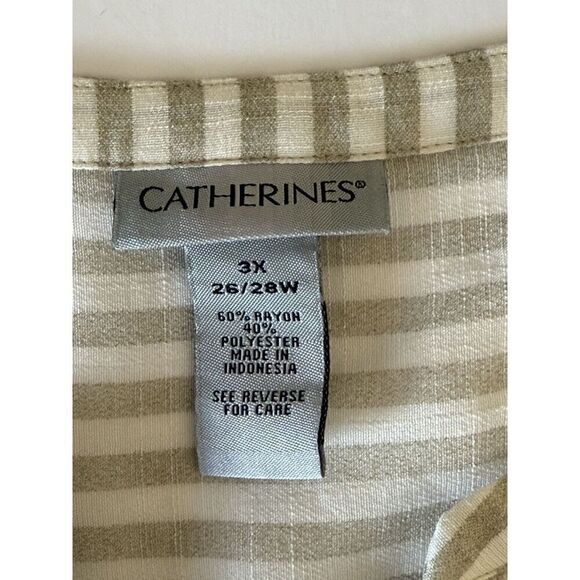 CATHERINES®
3X
26/28W
60% RAYON
40%
POLYESTER
MADE IN
INDONESIA
SEE REVERSE
FOR CARE